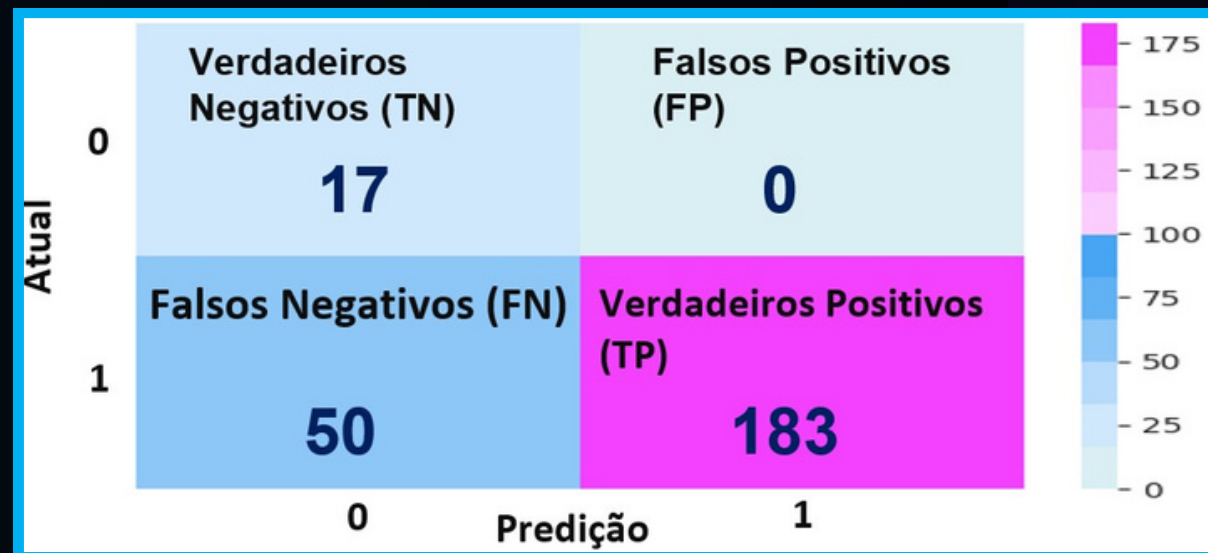 Verdadeiros
Negativos (TN)
17
Falsos Positivos
(FP)
0
Falsos Negativos (FN)
50
Verdadeiros Positivos
(TP)
183
Atual
0
1
0
1
Predição
175
150
125
100
75
50
25
0